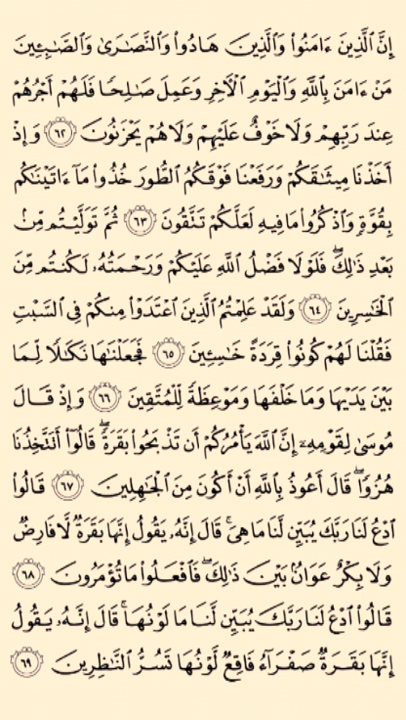 إِنَّ ٱلَّذِينَ ءَامَنُوا۟ وَٱلَّذِينَ هَادُوا۟ وَٱلنَّصَـٰرَىٰ وَٱلصَّـٰبِـِٔينَ
مَنْ ءَامَنَ بِٱللَّهِ وَٱلْيَوْمِ ٱلْـَٔاخِرِ وَعَمِلَ صَـٰلِحًا فَلَهُمْ أَجْرُهُمْ
عِندَ رَبِّهِمْ وَلَا خَوْفٌ عَلَيْهِمْ وَلَا هُمْ يَحْزَنُونَ ٦٢ وَإِذْ
أَخَذْنَا مِيثَـٰقَكُمْ وَرَفَعْنَا فَوْقَكُمُ ٱلطُّورَ خُذُوا۟ مَآ ءَاتَيْنَـٰكُم
بِقُوَّةٍ وَٱذْكُرُوا۟ مَا فِيهِ لَعَلَّكُمْ تَتَّقُونَ ٦٣ ثُمَّ تَوَلَّيْتُم مِّنۢ
بَعْدِ ذَٰلِكَ ۖ فَلَوْلَا فَضْلُ ٱللَّهِ عَلَيْكُمْ وَرَحْمَتُهُۥ لَكُنتُم مِّنَ
ٱلْخَـٰسِرِينَ ٦٤ وَلَقَدْ عَلِمْتُمُ ٱلَّذِينَ ٱعْتَدَوْا۟ مِنكُمْ فِى ٱلسَّبْتِ
فَقُلْنَا لَهُمْ كُونُوا۟ قِرَدَةً خَـٰسِـِٔينَ ٦٥ فَجَعَلْنَـٰهَا نَكَـٰلًا لِّمَا
بَيْنَ يَدَيْهَا وَمَا خَلْفَهَا وَمَوْعِظَةً لِّلْمُتَّقِينَ ٦٦ وَإِذْ قَالَ
مُوسَىٰ لِقَوْمِهِۦٓ إِنَّ ٱللَّهَ يَأْمُرُكُمْ أَن تَذْبَحُوا۟ بَقَرَةً ۖ قَالُوٓا۟ أَتَتَّخِذُنَا
هُزُوًا ۖ قَالَ أَعُوذُ بِٱللَّهِ أَنْ أَكُونَ مِنَ ٱلْجَـٰهِلِينَ ٦٧ قَالُوا۟
ٱدْعُ لَنَا رَبَّكَ يُبَيِّن لَّنَا مَا هِىَ ۚ قَالَ إِنَّهُۥ يَقُولُ إِنَّهَا بَقَرَةٌ لَّا فَارِضٌ
وَلَا بِكْرٌ عَوَانٌۢ بَيْنَ ذَٰلِكَ ۖ فَٱفْعَلُوا۟ مَا تُؤْمَرُونَ ٦٨
قَالُوا۟ ٱدْعُ لَنَا رَبَّكَ يُبَيِّن لَّنَا مَا لَوْنُهَا ۚ قَالَ إِنَّهُۥ يَقُولُ
إِنَّهَا بَقَرَةٌ صَفْرَآءُ فَاقِعٌ لَّوْنُهَا تَسُرُّ ٱلنَّـٰظِرِينَ ٦٩